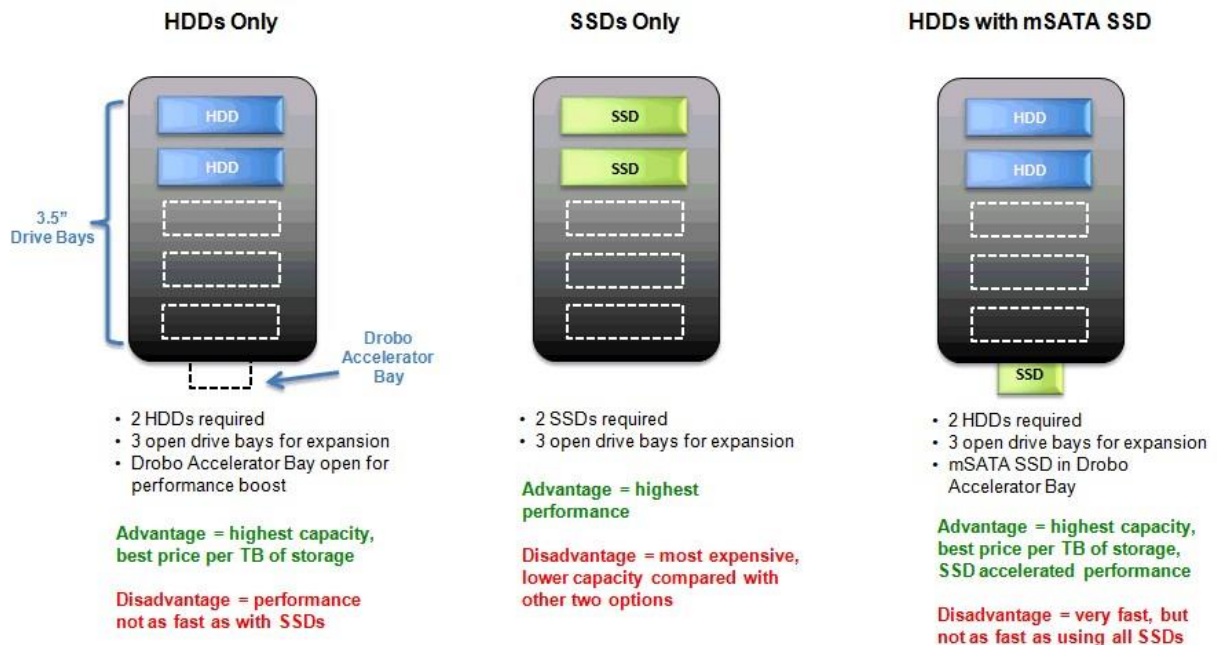 HDDs Only
HDD
HDD
3.5”
Drive Bays
Drobo
Accelerator
Bay
• 2 HDDs required
• 3 open drive bays for expansion
• Drobo Accelerator Bay open for
performance boost
Advantage = highest capacity,
best price per TB of storage
Disadvantage = performance
not as fast as with SSDs
SSDs Only
SSD
SSD
• 2 SSDs required
• 3 open drive bays for expansion
Advantage = highest
performance
Disadvantage = most expensive,
lower capacity compared with
other two options
HDDs with mSATA SSD
HDD
HDD
SSD
• 2 HDDs required
• 3 open drive bays for expansion
• mSATA SSD in Drobo
Accelerator Bay
Advantage = highest capacity,
best price per TB of storage,
SSD accelerated performance
Disadvantage = very fast, but
not as fast as using all SSDs